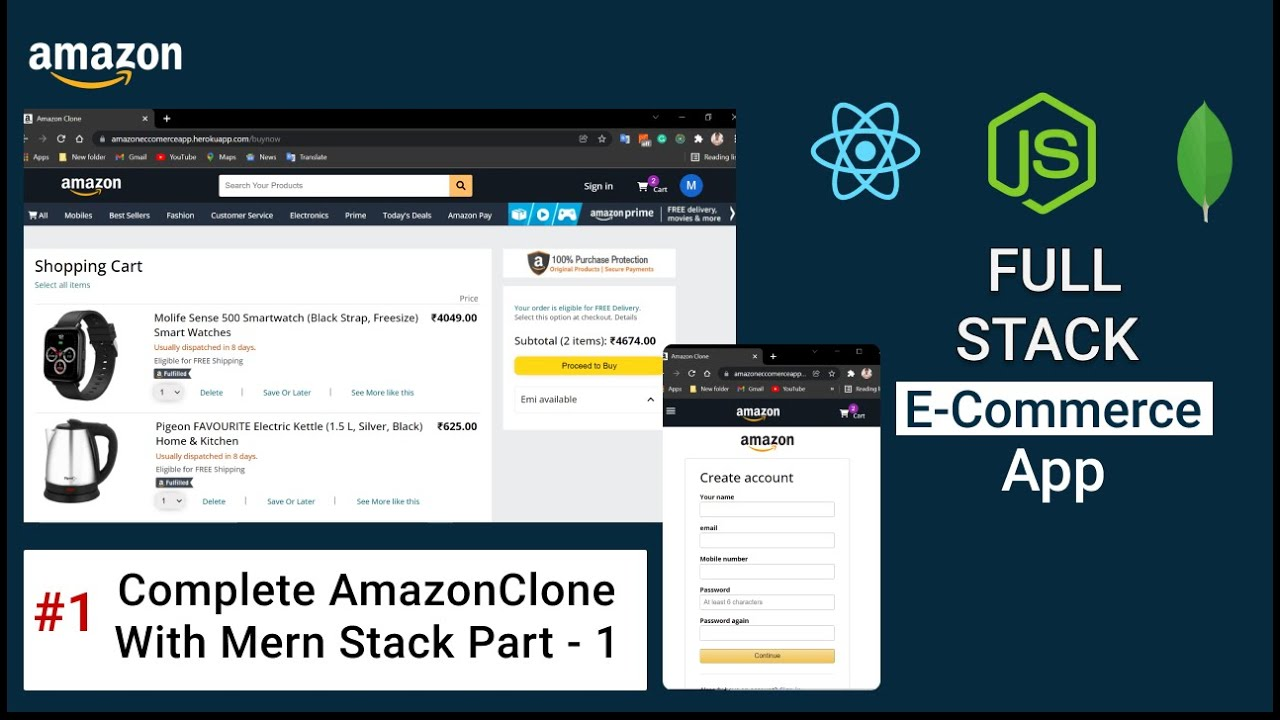 amazon
Amazon Clone
amazoneccomerceapp.herokuapp.com/buynow
Apps New folder Gmail YouTube Maps News Translate Reading lis
amazon Search Your Products Sign in 2 Cart M
All Mobiles Best Sellers Fashion Customer Service Electronics Prime Today's Deals Amazon Pay amazon prime FREE delivery,
movies & more
Shopping Cart
Select all items
Price
Molife Sense 500 Smartwatch (Black Strap, Freesize) ₹4049.00
Smart Watches
Usually dispatched in 8 days.
Eligible for FREE Shipping
a Fulfilled
1 Delete | Save Or Later | See More like this
Pigeon FAVOURITE Electric Kettle (1.5 L, Silver, Black) ₹625.00
Home & Kitchen
Usually dispatched in 8 days.
Eligible for FREE Shipping
a Fulfilled
1 Delete | Save Or Later | See More like this
a 100% Purchase Protection
Original Products | Secure Payments
Your order is eligible for FREE Delivery.
Select this option at checkout. Details
Subtotal (2 items): ₹4674.00
Proceed to Buy
Emi available
Amazon Clone
amazoneccomerceapp...
Apps New folder Gmail YouTube Reading list
amazon 2 Cart
amazon
Create account
Your name
email
Mobile number
Password
At least 6 characters
Password again
Continue
JS
FULL
STACK
E-Commerce
App
#1 Complete AmazonClone
With Mern Stack Part - 1